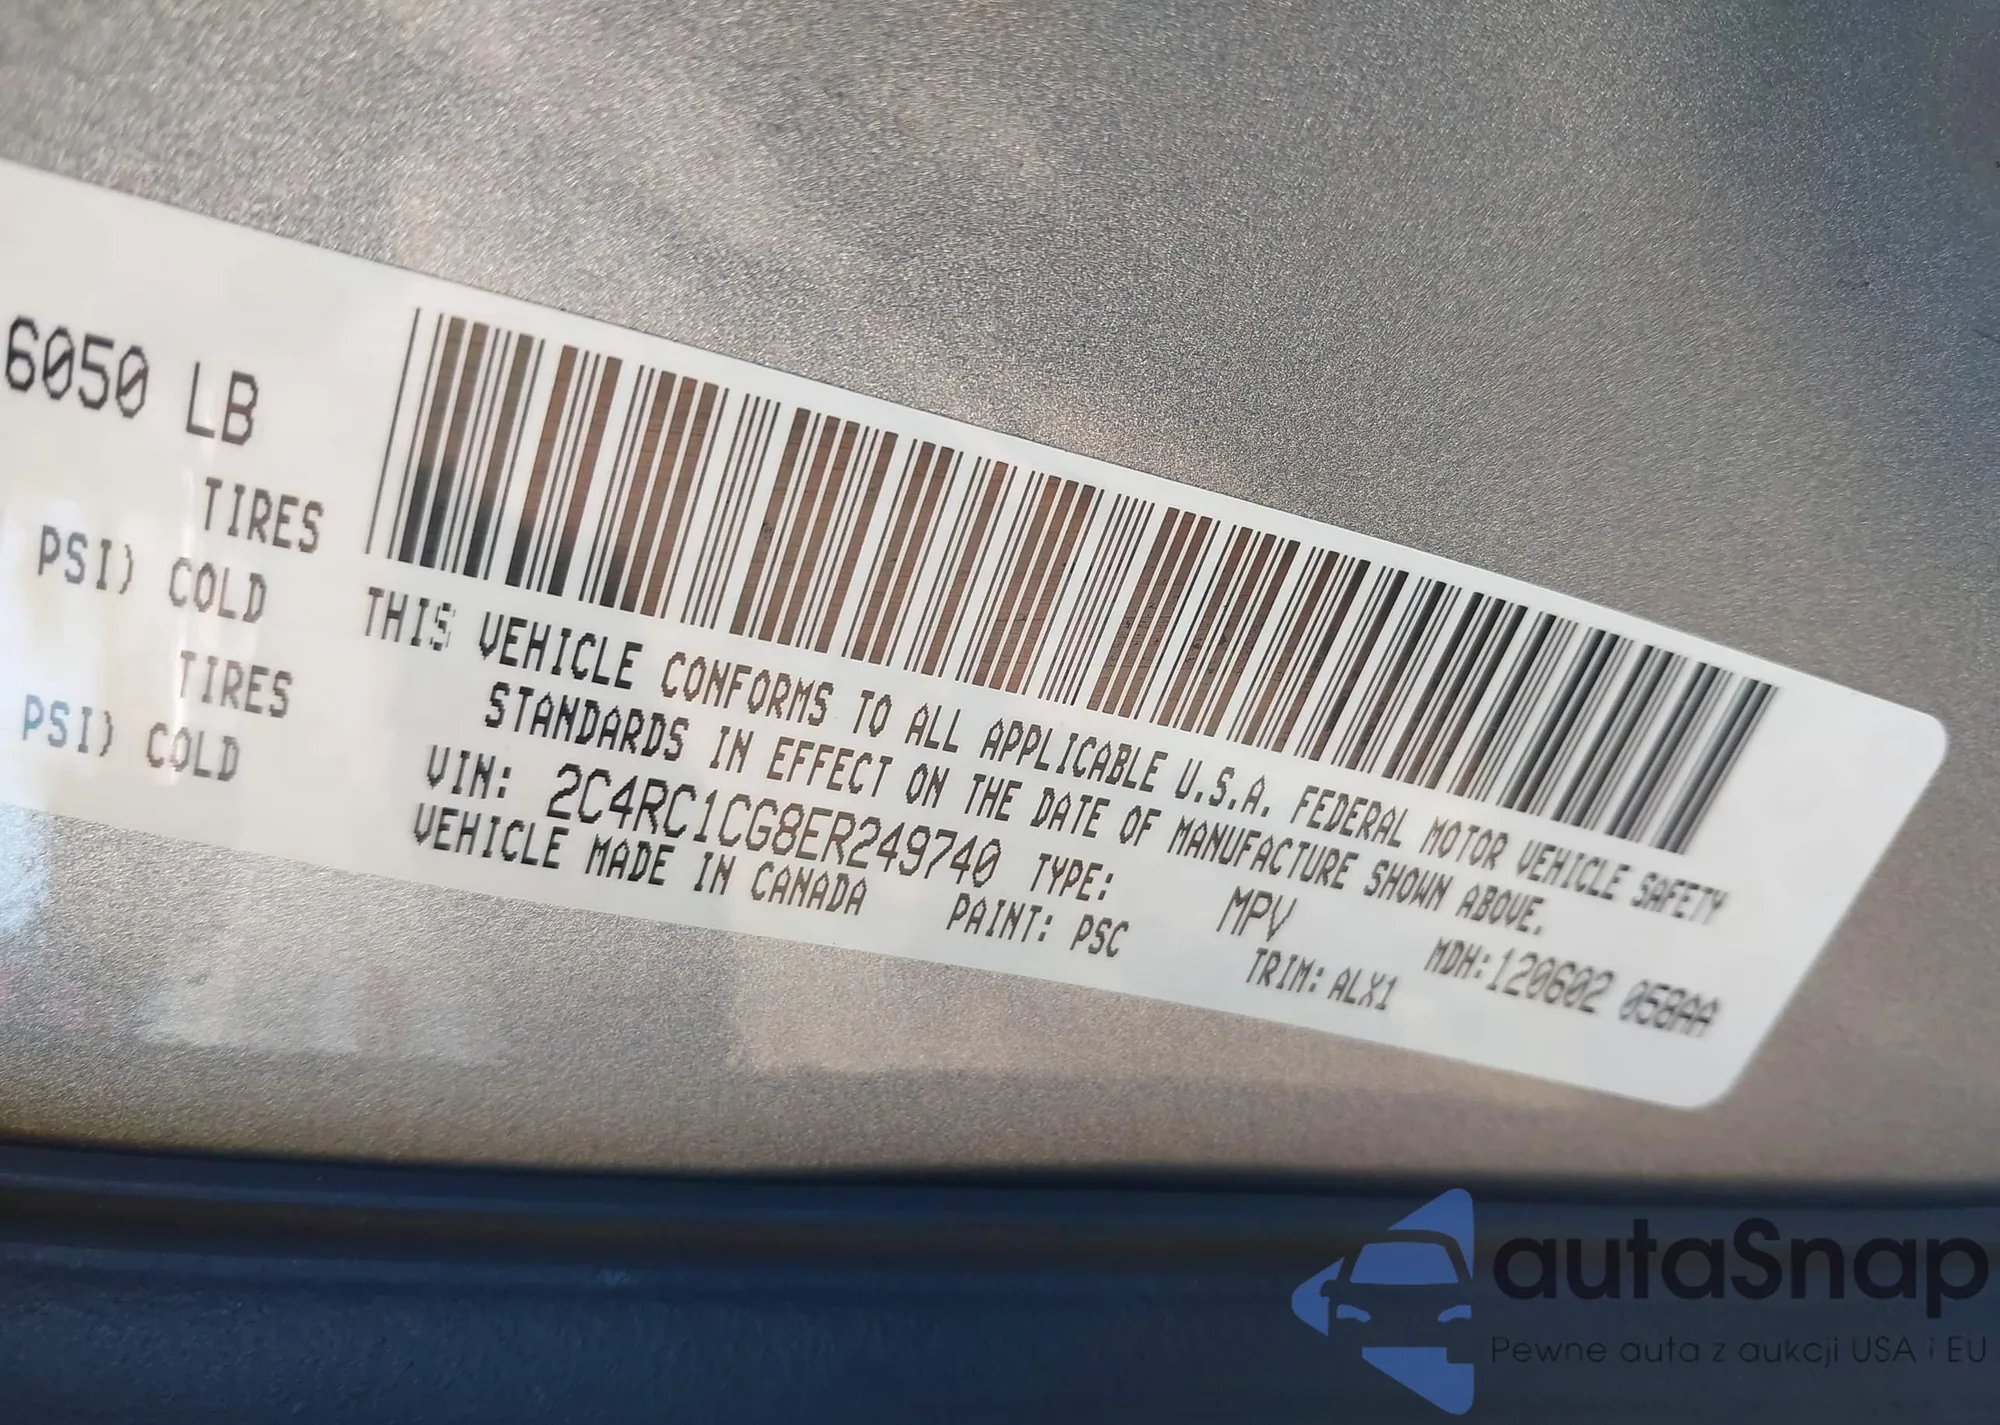 6050 LB
TIRES
PSI) COLD
TIRES
PSI) COLD
THIS VEHICLE CONFORMS TO ALL APPLICABLE U.S.A. FEDERAL MOTOR VEHICLE SAFETY
STANDARDS IN EFFECT ON THE DATE OF MANUFACTURE SHOWN ABOVE.
VIN: 2C4RC1CG8ER249740 TYPE: MPV MDH:120602 058AA
VEHICLE MADE IN CANADA PAINT: PSC TRIM: ALX1
autaSnap
Pewne auta z aukcji USA i EU